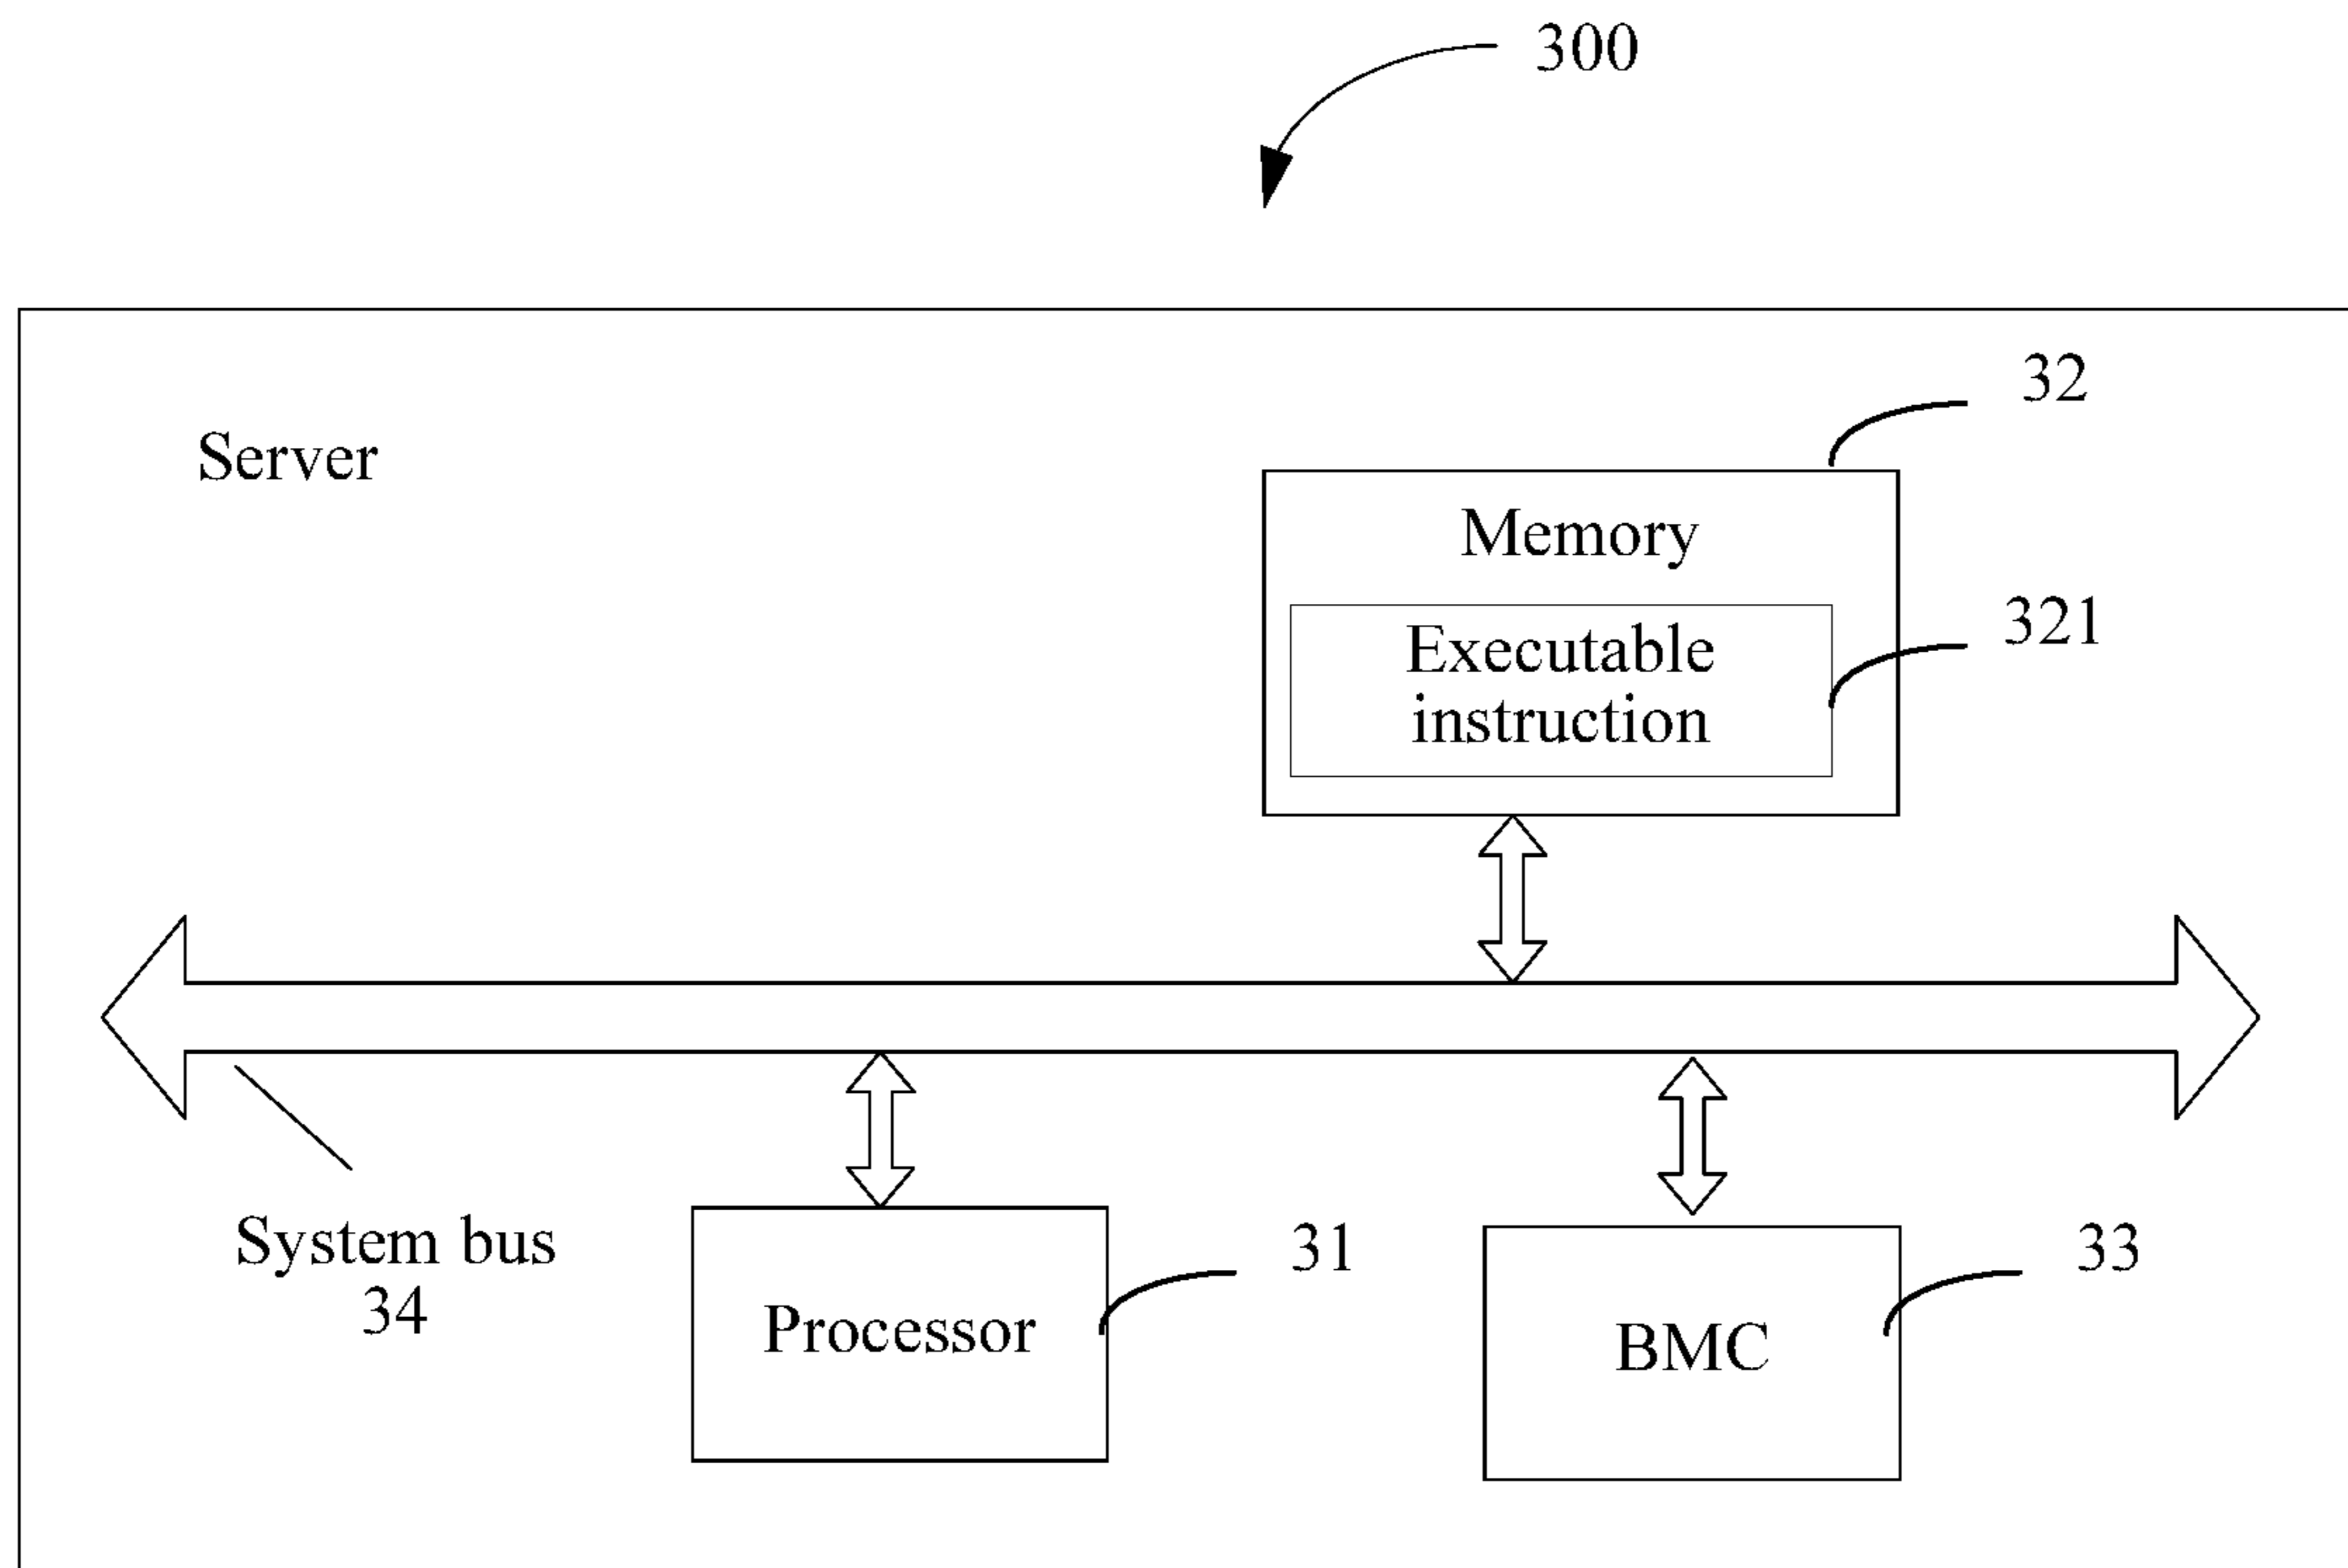 300
32
Server
Memory
321
Executable
instruction
System bus
34
31
Processor
33
BMC